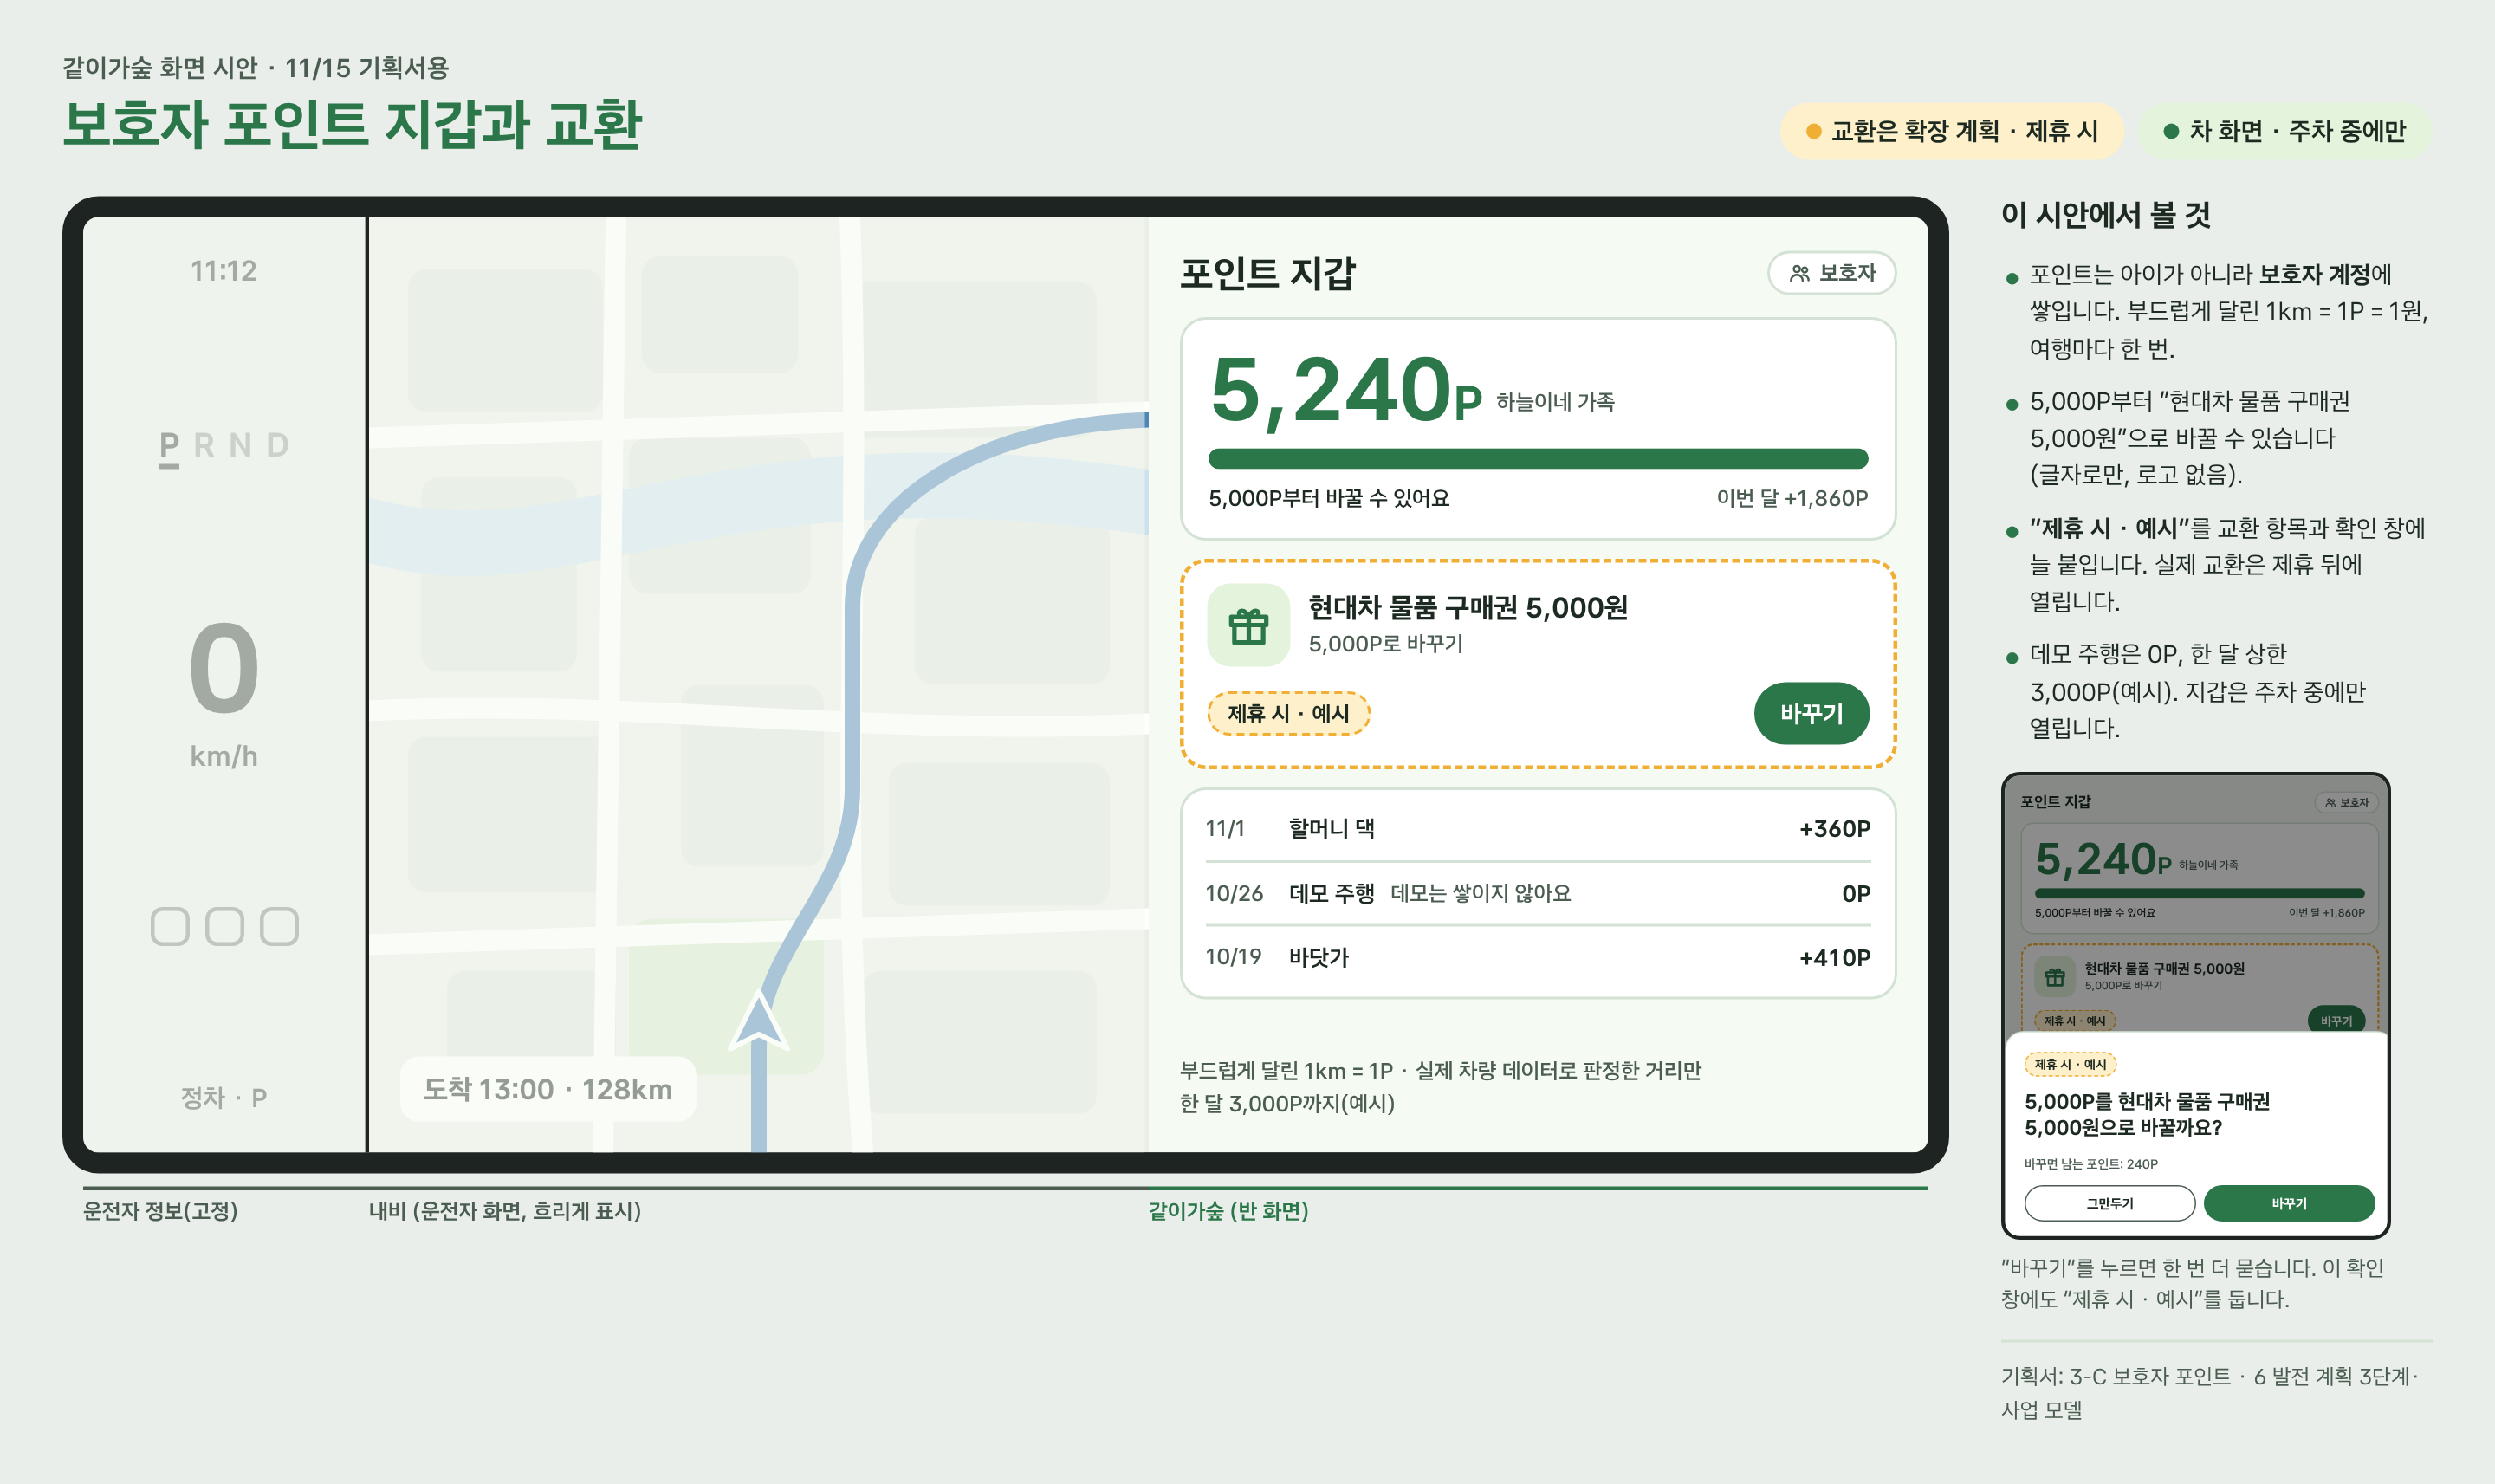 같이가숲 화면 시안 · 11/15 기획서용
보호자 포인트 지갑과 교환
교환은 확장 계획 · 제휴 시
차 화면 · 주차 중에만
11:12
P R N D
0
km/h
정차 · P
도착 13:00 · 128km
포인트 지갑
보호자
5,240P 하늘이네 가족
5,000P부터 바꿀 수 있어요
이번 달 +1,860P
현대차 물품 구매권 5,000원
5,000P로 바꾸기
제휴 시 · 예시
바꾸기
11/1 할머니 댁 +360P
10/26 데모 주행 데모는 쌓이지 않아요 0P
10/19 바닷가 +410P
부드럽게 달린 1km = 1P · 실제 차량 데이터로 판정한 거리만
한 달 3,000P까지(예시)
운전자 정보(고정)
내비 (운전자 화면, 흐리게 표시)
같이가숲 (반 화면)
이 시안에서 볼 것
포인트는 아이가 아니라 보호자 계정에
쌓입니다. 부드럽게 달린 1km = 1P = 1원,
여행마다 한 번.
5,000P부터 "현대차 물품 구매권
5,000원"으로 바꿀 수 있습니다
(글자로만, 로고 없음).
"제휴 시 · 예시"를 교환 항목과 확인 창에
늘 붙입니다. 실제 교환은 제휴 뒤에
열립니다.
데모 주행은 0P, 한 달 상한
3,000P(예시). 지갑은 주차 중에만
열립니다.
포인트 지갑
보호자
5,240P 하늘이네 가족
5,000P부터 바꿀 수 있어요
이번 달 +1,860P
현대차 물품 구매권 5,000원
5,000P로 바꾸기
제휴 시 · 예시
바꾸기
제휴 시 · 예시
5,000P를 현대차 물품 구매권
5,000원으로 바꿀까요?
바꾸면 남는 포인트: 240P
그만두기
바꾸기
"바꾸기"를 누르면 한 번 더 묻습니다. 이 확인
창에도 "제휴 시 · 예시"를 둡니다.
기획서: 3-C 보호자 포인트 · 6 발전 계획 3단계·
사업 모델